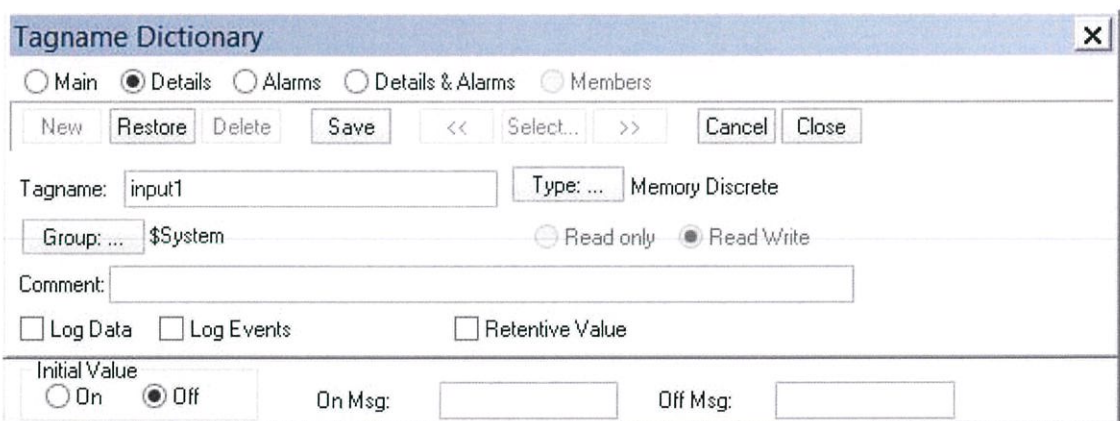 Tagname Dictionary
Main Details Alarms Details & Alarms Members
New Restore Delete Save << Select... >> Cancel Close
Tagname: input1 Type: ... Memory Discrete
Group: ... $System Read only Read Write
Comment:
Log Data Log Events Retentive Value
Initial Value
On Off On Msg: Off Msg: